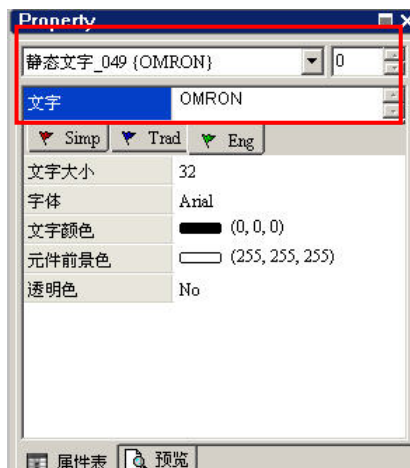 Property
静态文字_049 {OMRON} 0
文字 OMRON
Simp Trad Eng
文字大小 32
字体 Arial
文字颜色 (0, 0, 0)
元件前景色 (255, 255, 255)
透明色 No
属性表 预览